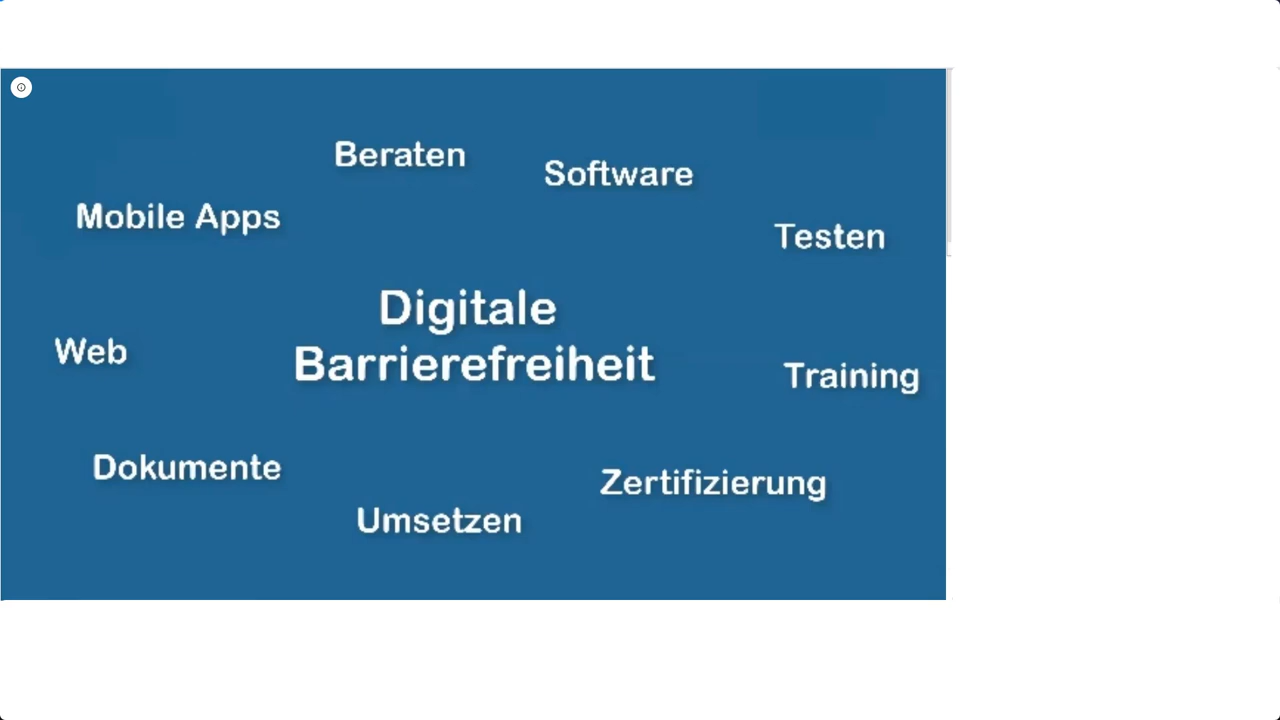 Beraten
Software
Mobile Apps
Testen
Digitale
Barrierefreiheit
Web
Training
Dokumente
Zertifizierung
Umsetzen